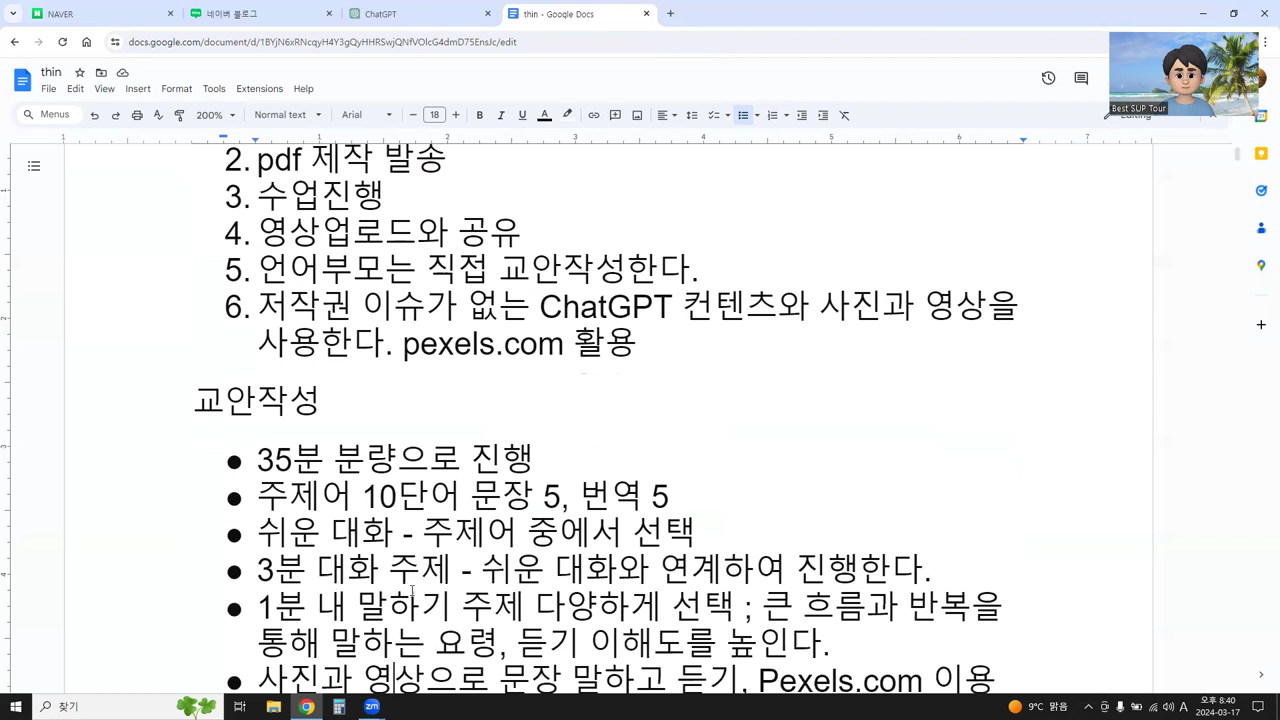 NAVER
네이버 블로그
ChatGPT
thin - Google Docs
docs.google.com/document/d/1BYjN6xRNcqyH4Y3gQyHHRSwjQNfVOlcG4dmD75EnsJc/edit
thin
File Edit View Insert Format Tools Extensions Help
Best SUP Tour
Menus 200% Normal text Arial 18 Editing
1 1 2 3 4 5 6 7
2. pdf 제작 발송
3. 수업진행
4. 영상업로드와 공유
5. 언어부모는 직접 교안작성한다.
6. 저작권 이슈가 없는 ChatGPT 컨텐츠와 사진과 영상을
사용한다. pexels.com 활용
교안작성
● 35분 분량으로 진행
● 주제어 10단어 문장 5, 번역 5
● 쉬운 대화 - 주제어 중에서 선택
● 3분 대화 주제 - 쉬운 대화와 연계하여 진행한다.
● 1분 내 말하기 주제 다양하게 선택 ; 큰 흐름과 반복을
통해 말하는 요령, 듣기 이해도를 높인다.
● 사진과 영상으로 문장 말하고 듣기, Pexels.com 이용
찾기
9°C 맑음
A
오후 8:40
2024-03-17